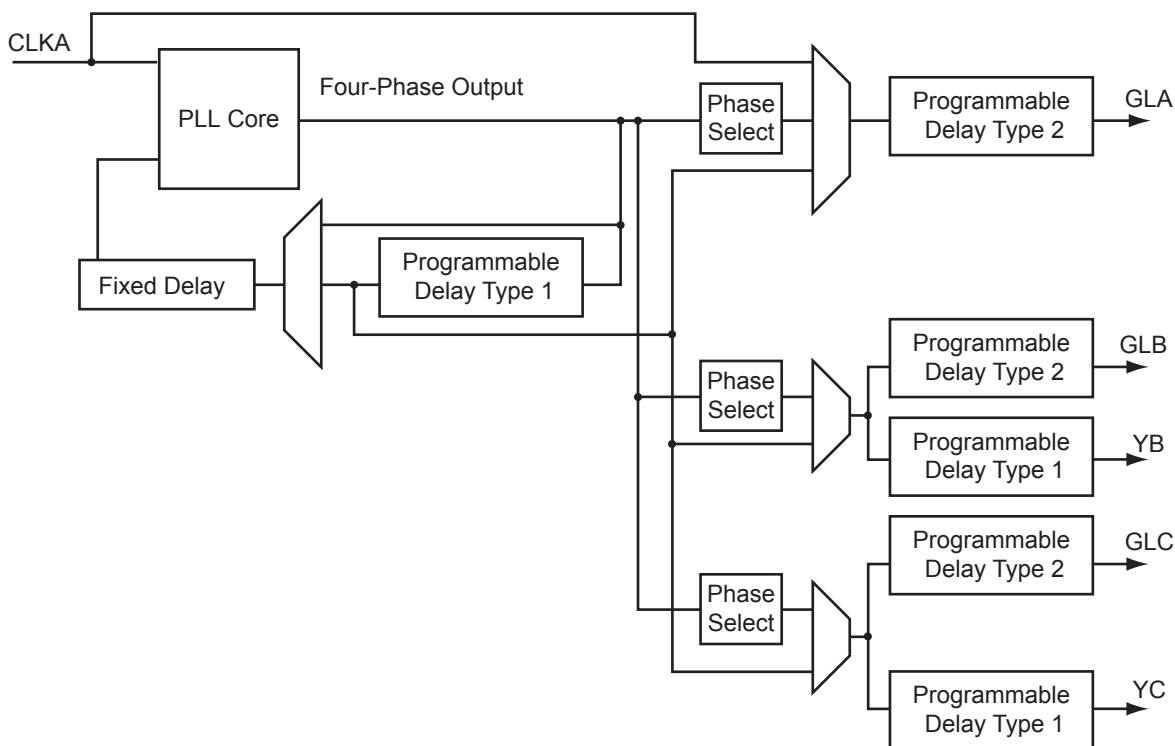 CLKA
PLL Core
Four-Phase Output
Phase
Select
Programmable
Delay Type 2
GLA
Fixed Delay
Programmable
Delay Type 1
Phase
Select
Programmable
Delay Type 2
GLB
Programmable
Delay Type 1
YB
Phase
Select
Programmable
Delay Type 2
GLC
Programmable
Delay Type 1
YC